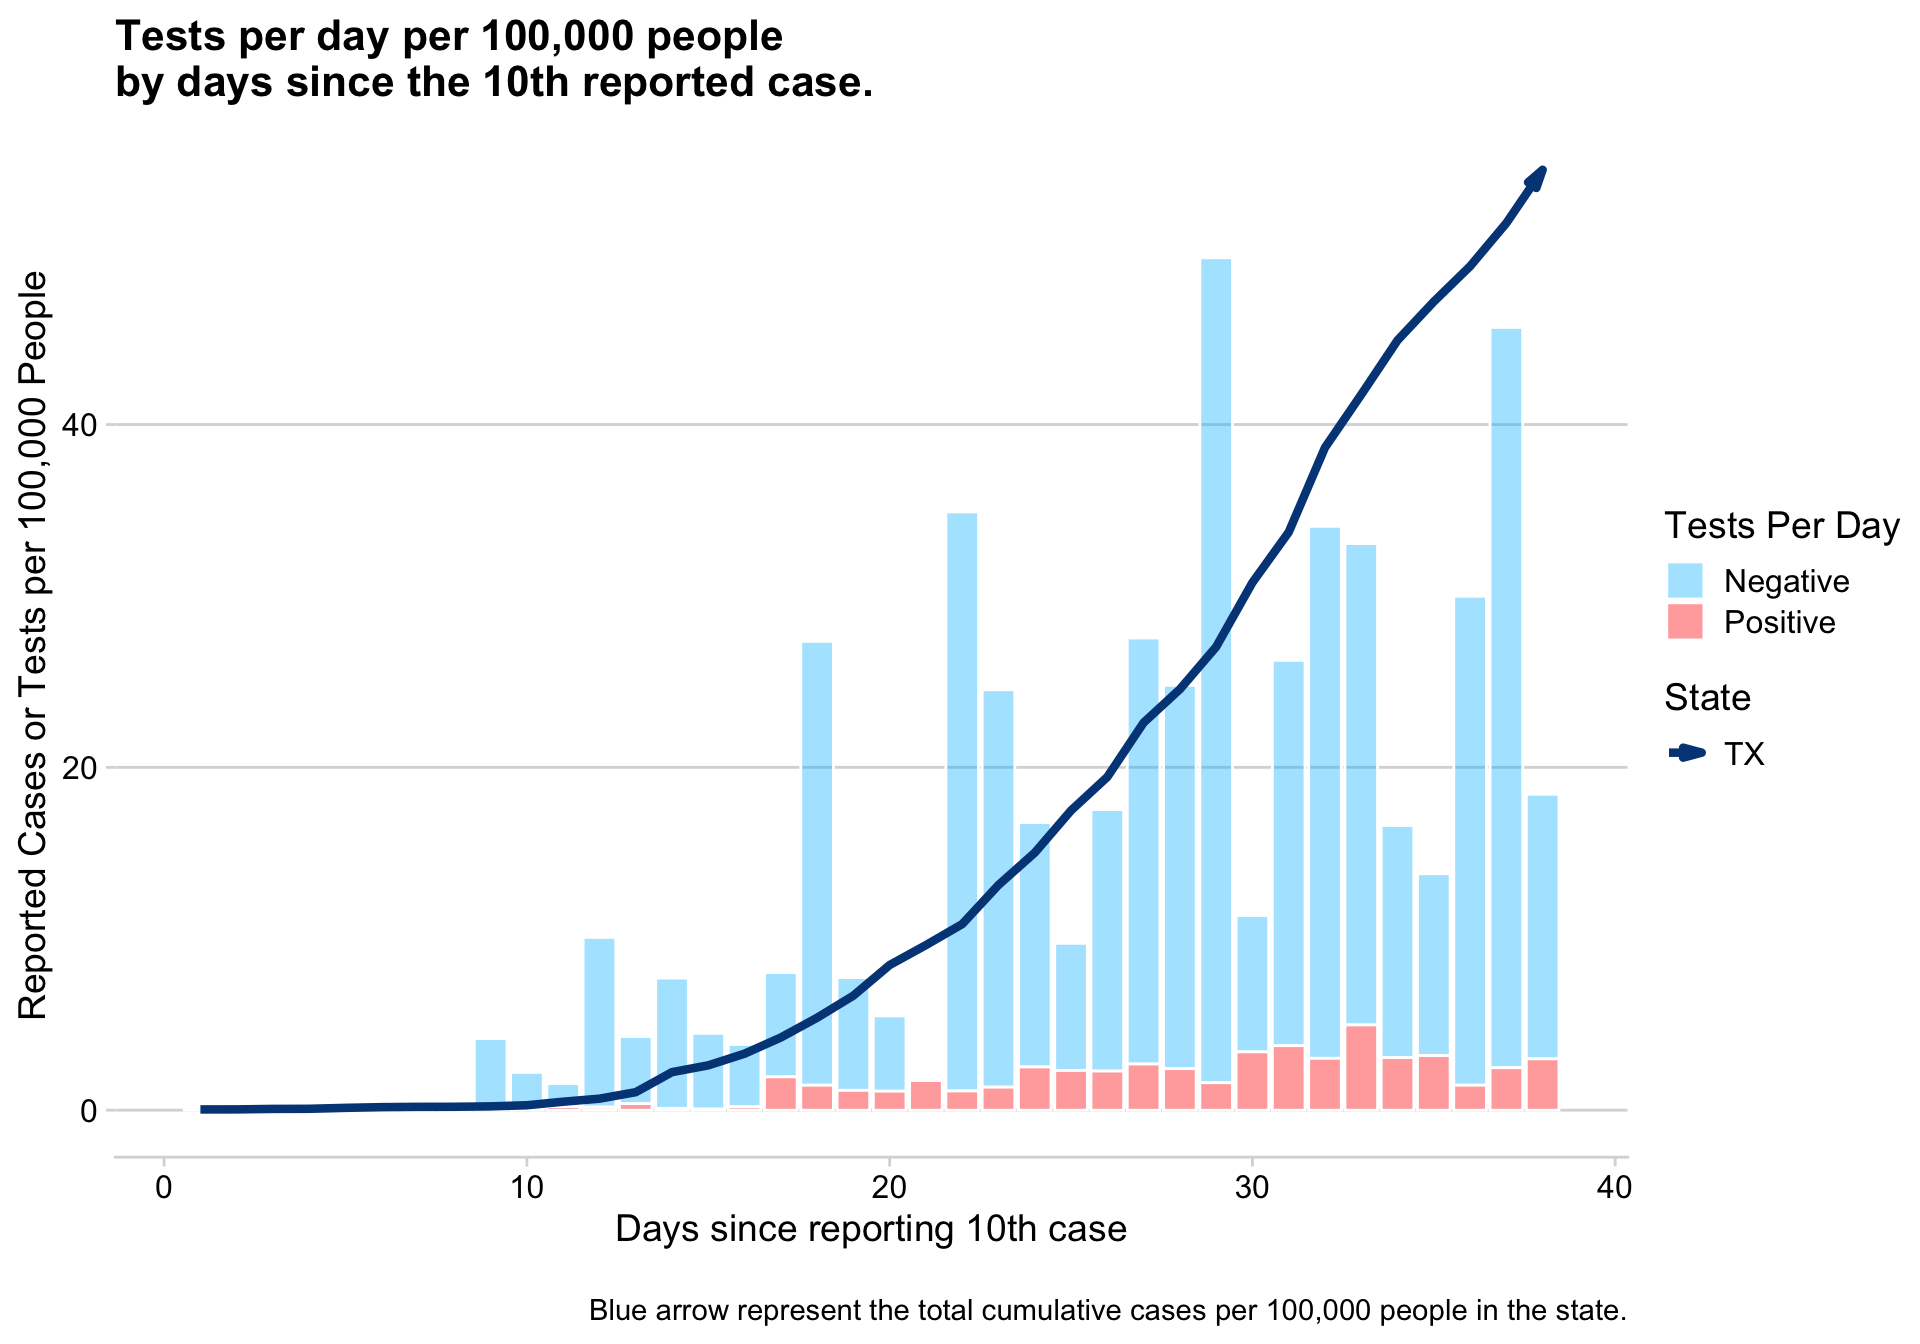 Tests per day per 100,000 people
by days since the 10th reported case.
Reported Cases or Tests per 100,000 People
40
20
0
0
10
20
30
40
Days since reporting 10th case
Tests Per Day
Negative
Positive
State
TX
Blue arrow represent the total cumulative cases per 100,000 people in the state.